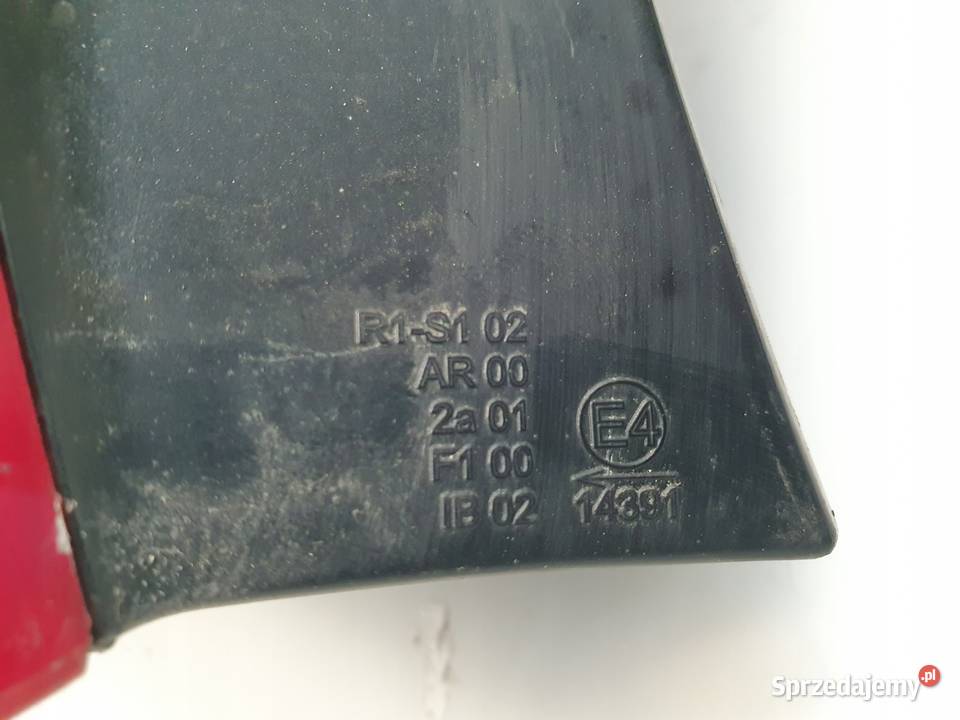 R1-S1 02
AR 00
2a 01
F1 00
IB 02
E4
14391
Sprzedajemy.pl